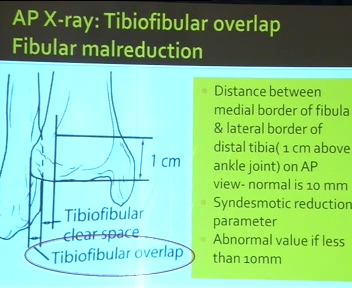 AP X-ray: Tibiofibular overlap
Fibular malreduction
1 cm
Tibiofibular
clear space
Tibiofibular overlap
Distance between
medial border of fibula
& lateral border of
distal tibia( 1 cm above
ankle joint) on AP
view- normal is 10 mm
Syndesmotic reduction
parameter
Abnormal value if less
than 10mm